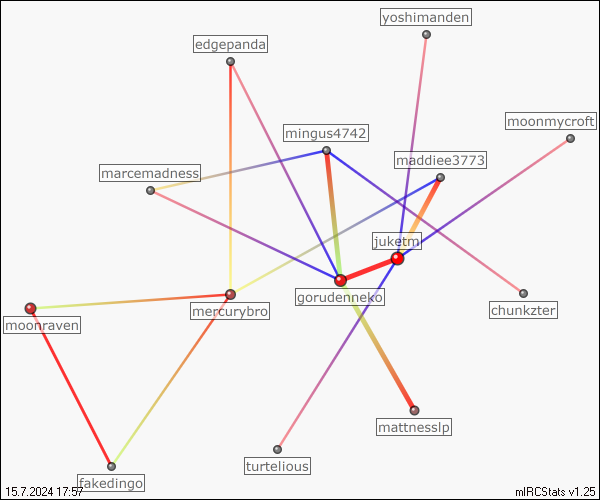 yoshimanden
edgepanda
moonmycroft
mingus4742
maddiee3773
marcemadness
juketm
gorudenneko
mercurybro
chunkzter
moonraven
mattnesslp
turtelious
fakedingo
15.7.2024 17:57
mIRCStats v1.25